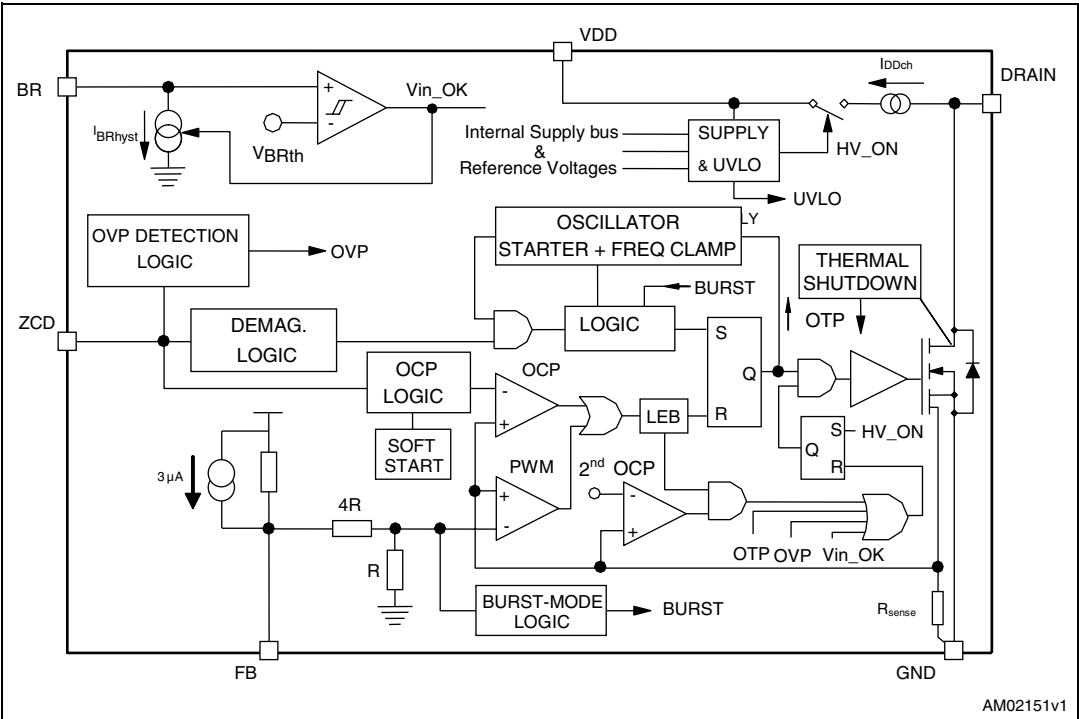 VDD
BR
Vin_OK
IDDch
DRAIN
IBRhyst
VBRth
+
-
Internal Supply bus
&
Reference Voltages
SUPPLY
& UVLO
HV_ON
UVLO
OVP DETECTION
LOGIC
OVP
OSCILLATOR
STARTER + FREQ CLAMP
LY
THERMAL
SHUTDOWN
BURST
OTP
ZCD
DEMAG.
LOGIC
LOGIC
S
Q
R
OCP
LOGIC
OCP
-
+
LEB
SOFT
START
S
HV_ON
Q
R
3 µA
PWM
+
-
2nd OCP
-
+
4R
R
OTP
OVP
Vin_OK
BURST-MODE
LOGIC
BURST
Rsense
FB
GND
AM02151v1